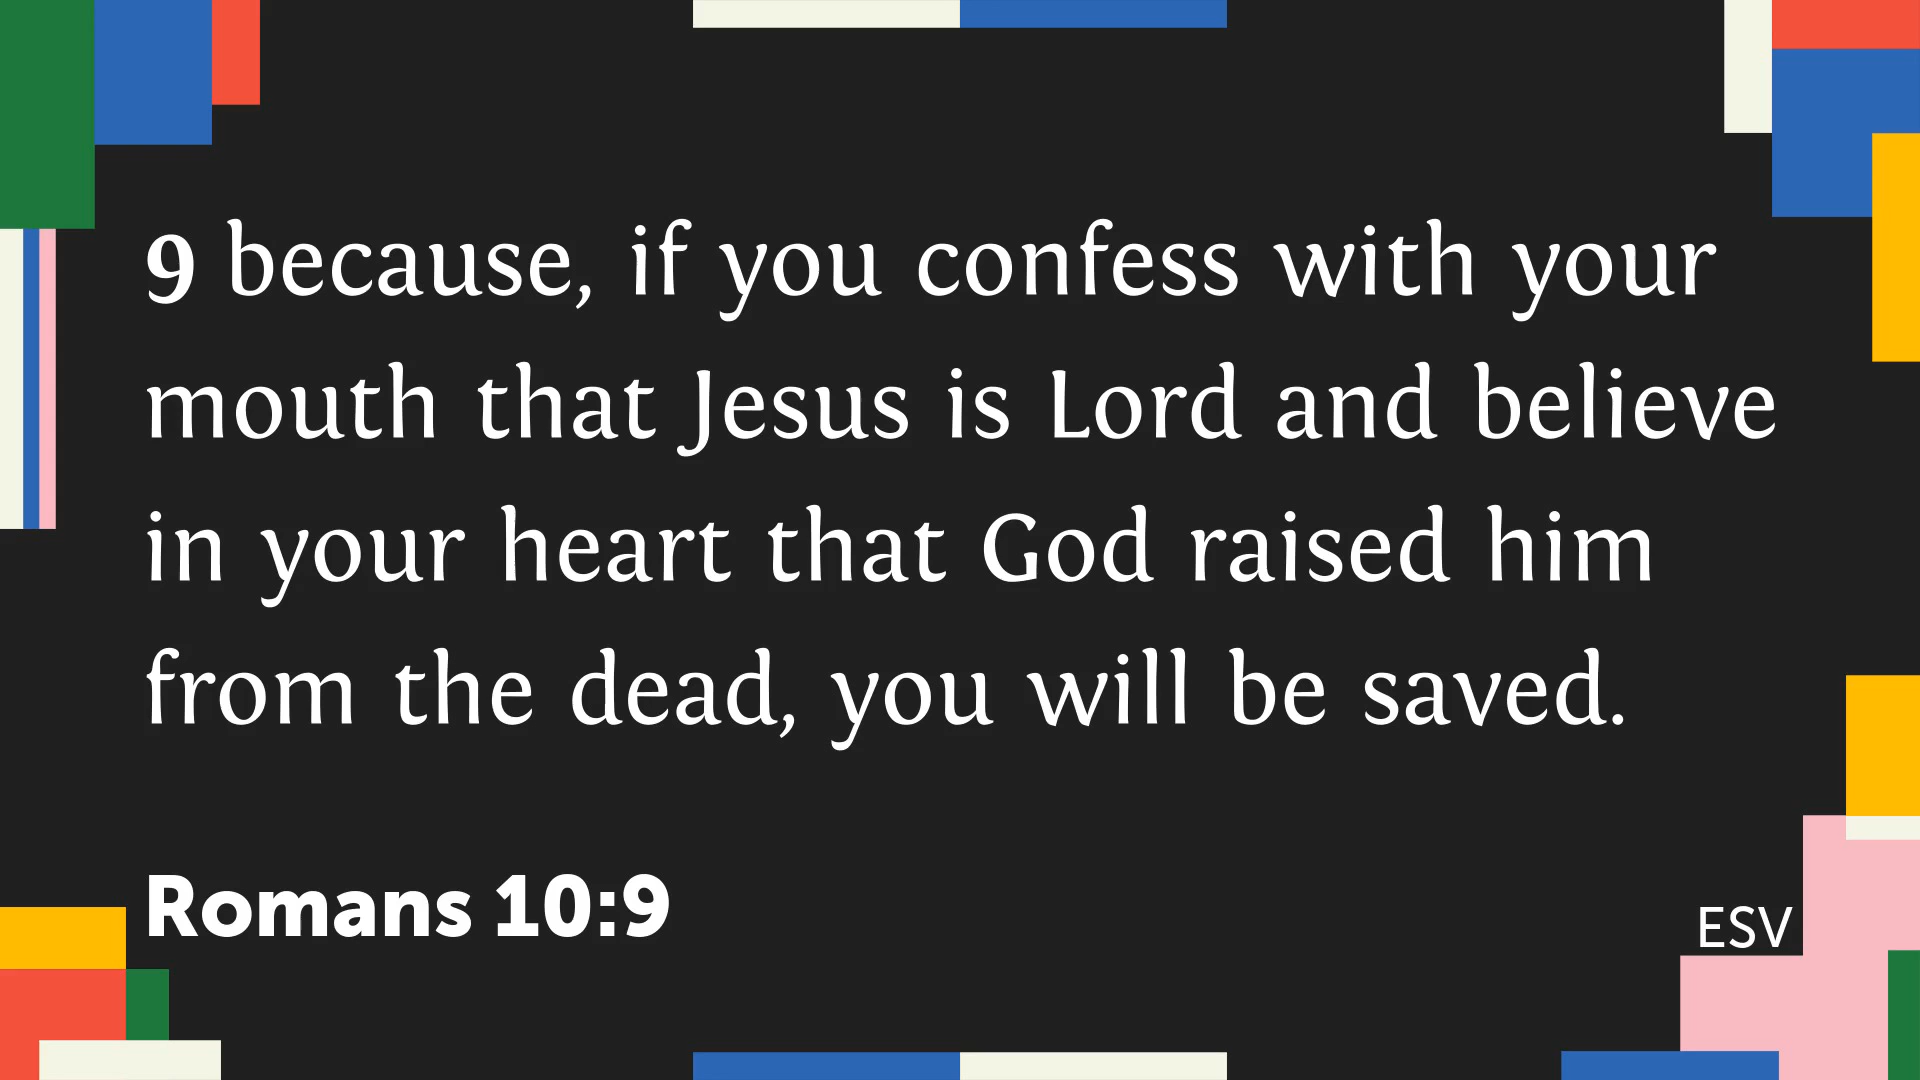 9 because, if you confess with your
mouth that Jesus is Lord and believe
in your heart that God raised him
from the dead, you will be saved.
Romans 10:9
ESV